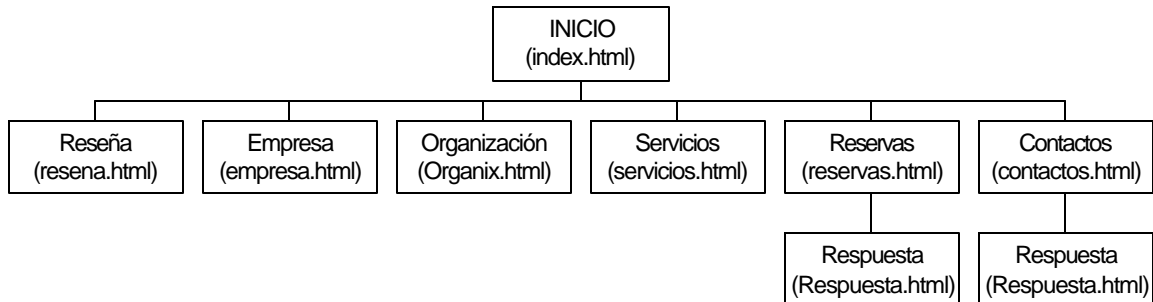 INICIO
(index.html)
Reseña
(resena.html)
Empresa
(empresa.html)
Organización
(Organix.html)
Servicios
(servicios.html)
Reservas
(reservas.html)
Contactos
(contactos.html)
Respuesta
(Respuesta.html)
Respuesta
(Respuesta.html)